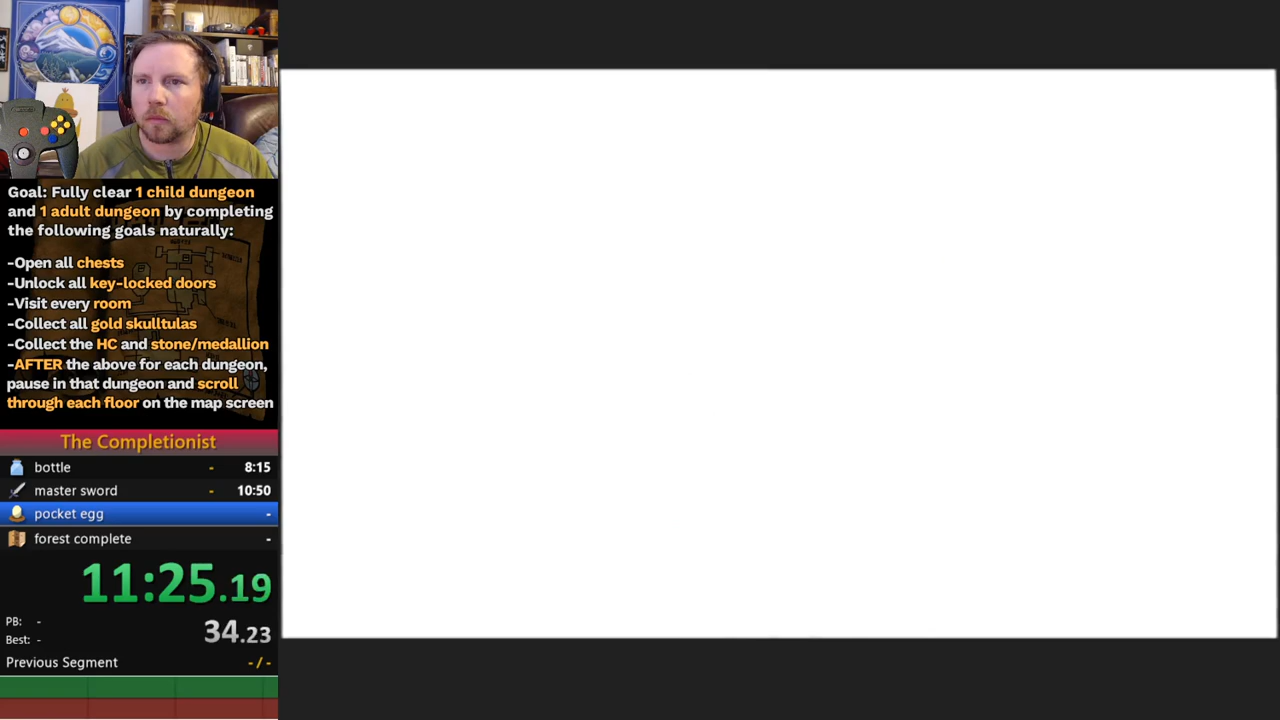 Goal: Fully clear 1 child dungeon
and 1 adult dungeon by completing
the following goals naturally:
-Open all chests
-Unlock all key-locked doors
-Visit every room
-Collect all gold skulltulas
-Collect the HC and stone/medallion
-AFTER the above for each dungeon,
pause in that dungeon and scroll
through each floor on the map screen
The Completionist
bottle - 8:15
master sword - 10:50
pocket egg -
forest complete -
11:25.19
PB: -
34.23
Best: -
Previous Segment -/-